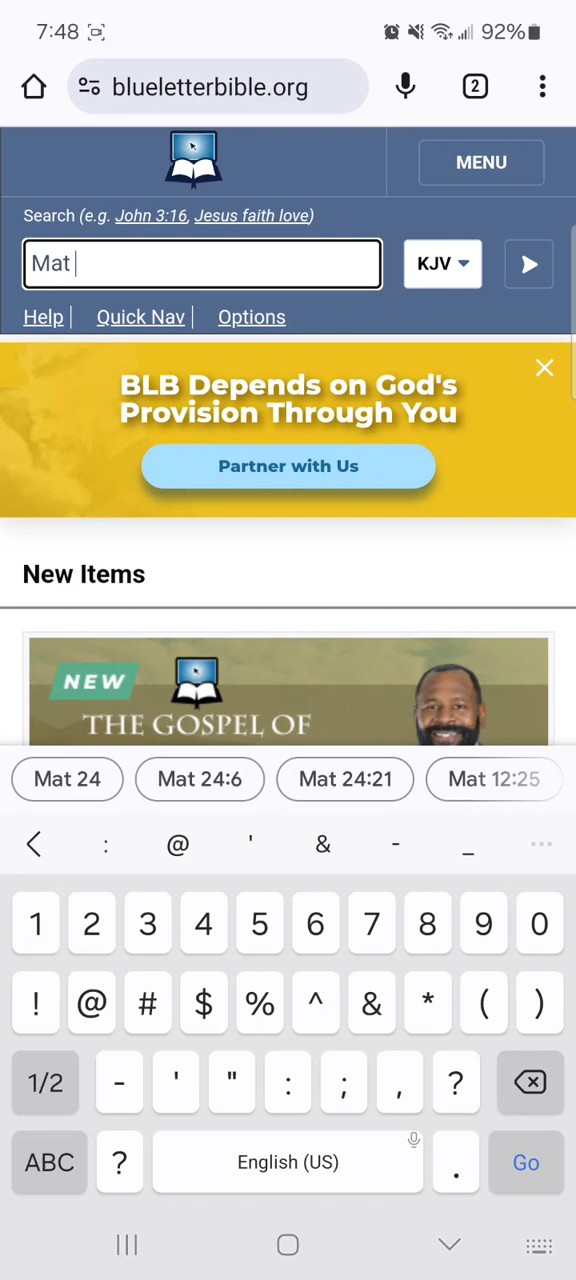 7:48 92%
blueletterbible.org 2
MENU
Search (e.g. John 3:16, Jesus faith love)
Mat KJV
Help| Quick Nav| Options
BLB Depends on God's
Provision Through You
Partner with Us
New Items
NEW
THE GOSPEL OF
Mat 24 Mat 24:6 Mat 24:21 Mat 12:25
: @ ' & - _ ...
1 2 3 4 5 6 7 8 9 0
! @ # $ % ^ & * ( )
1/2 - ' " : ; , ?
ABC ? English (US) . Go